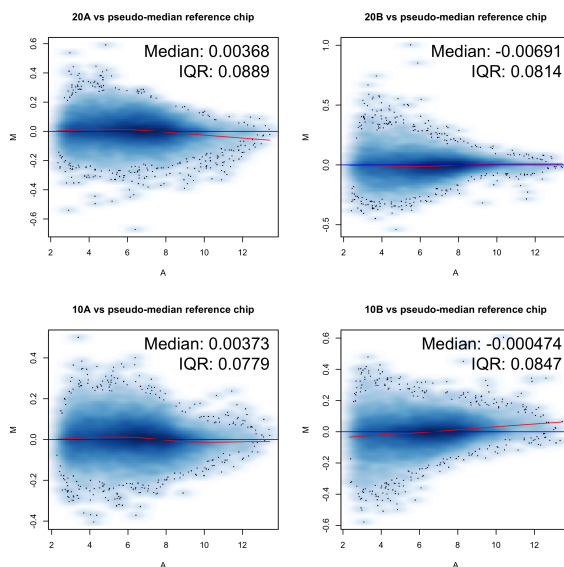 20A vs pseudo-median reference chip
Median: 0.00368
IQR: 0.0889
0.6
0.4
0.2
0.0
-0.2
-0.4
-0.6
M
2 4 6 8 10 12
A
20B vs pseudo-median reference chip
Median: -0.00691
IQR: 0.0814
1.0
0.5
0.0
-0.5
M
2 4 6 8 10 12
A
10A vs pseudo-median reference chip
Median: 0.00373
IQR: 0.0779
0.4
0.2
0.0
-0.2
-0.4
M
2 4 6 8 10 12
A
10B vs pseudo-median reference chip
Median: -0.000474
IQR: 0.0847
0.6
0.4
0.2
0.0
-0.2
-0.4
-0.6
M
2 4 6 8 10 12
A